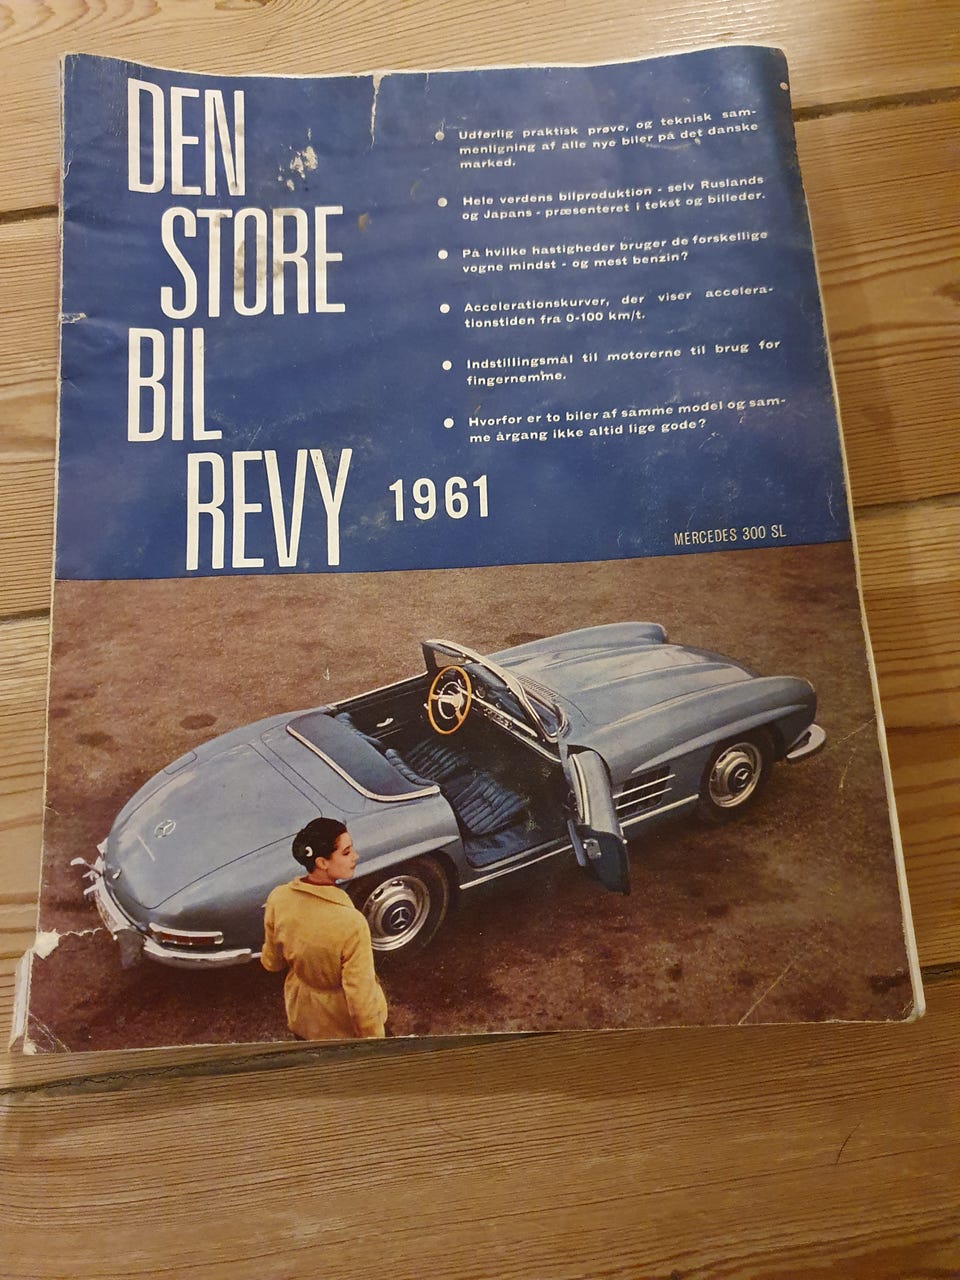 DEN
STORE
BIL
REVY 1961
Udførlig praktisk prøve, og teknisk sam-
menligning af alle nye biler på det danske
marked.
Hele verdens bilproduktion - selv Ruslands
og Japans - præsenteret i tekst og billeder.
På hvilke hastigheder bruger de forskellige
vogne mindst - og mest benzin?
Accelerationskurver, der viser accelera-
tionstiden fra 0-100 km/t.
Indstillingsmål til motorerne til brug for
fingernemme.
Hvorfor er to biler af samme model og sam-
me årgang ikke altid lige gode?
MERCEDES 300 SL